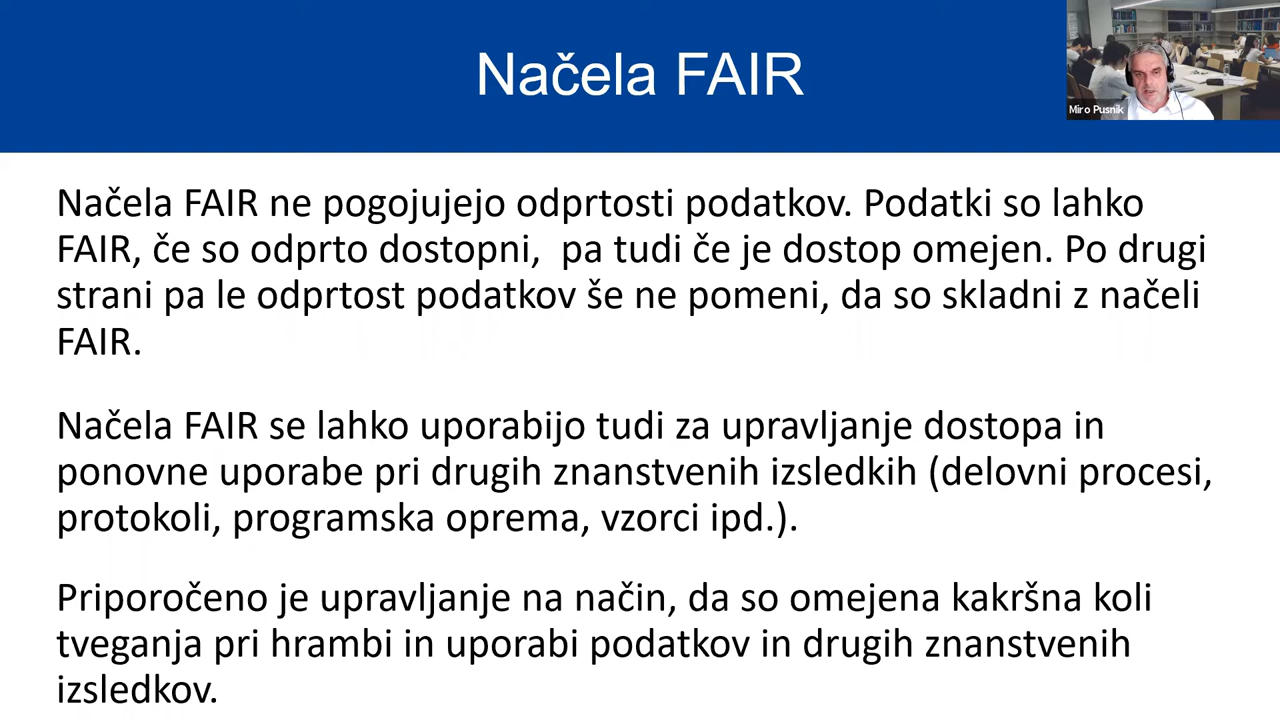 Načela FAIR
Miro Pusnik
Načela FAIR ne pogojujejo odprtosti podatkov. Podatki so lahko
FAIR, če so odprto dostopni,  pa tudi če je dostop omejen. Po drugi
strani pa le odprtost podatkov še ne pomeni, da so skladni z načeli
FAIR.
Načela FAIR se lahko uporabijo tudi za upravljanje dostopa in
ponovne uporabe pri drugih znanstvenih izsledkih (delovni procesi,
protokoli, programska oprema, vzorci ipd.).
Priporočeno je upravljanje na način, da so omejena kakršna koli
tveganja pri hrambi in uporabi podatkov in drugih znanstvenih
izsledkov.